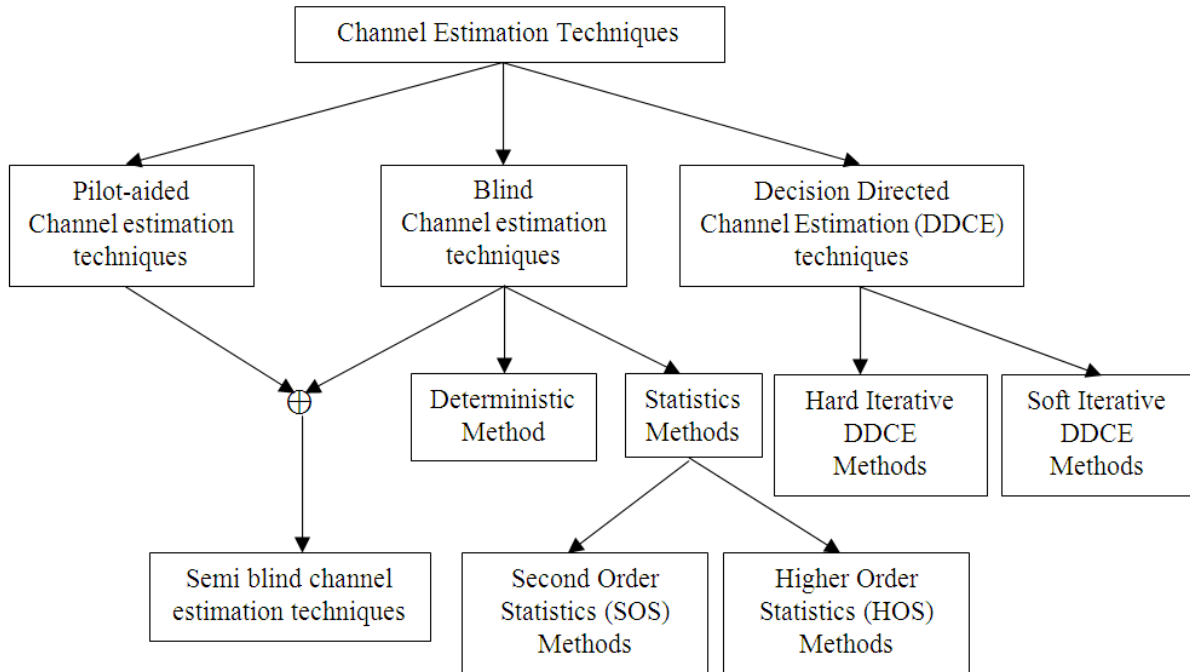 Channel Estimation Techniques
Pilot-aided
Channel estimation
techniques
Blind
Channel estimation
techniques
Decision Directed
Channel Estimation (DDCE)
techniques
Deterministic
Method
Statistics
Methods
Hard Iterative
DDCE
Methods
Soft Iterative
DDCE
Methods
Semi blind channel
estimation techniques
Second Order
Statistics (SOS)
Methods
Higher Order
Statistics (HOS)
Methods